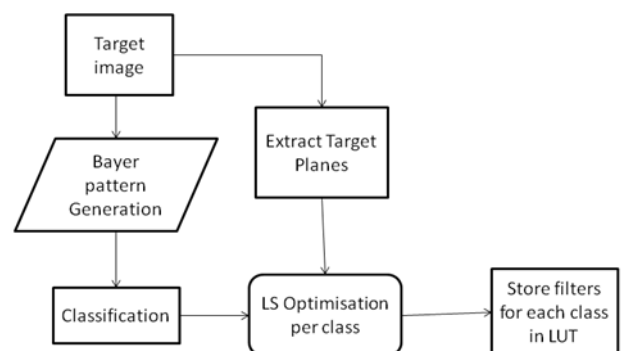 Target
image
Extract Target
Planes
Bayer
pattern
Generation
Classification
LS Optimisation
per class
Store filters
for each class
in LUT